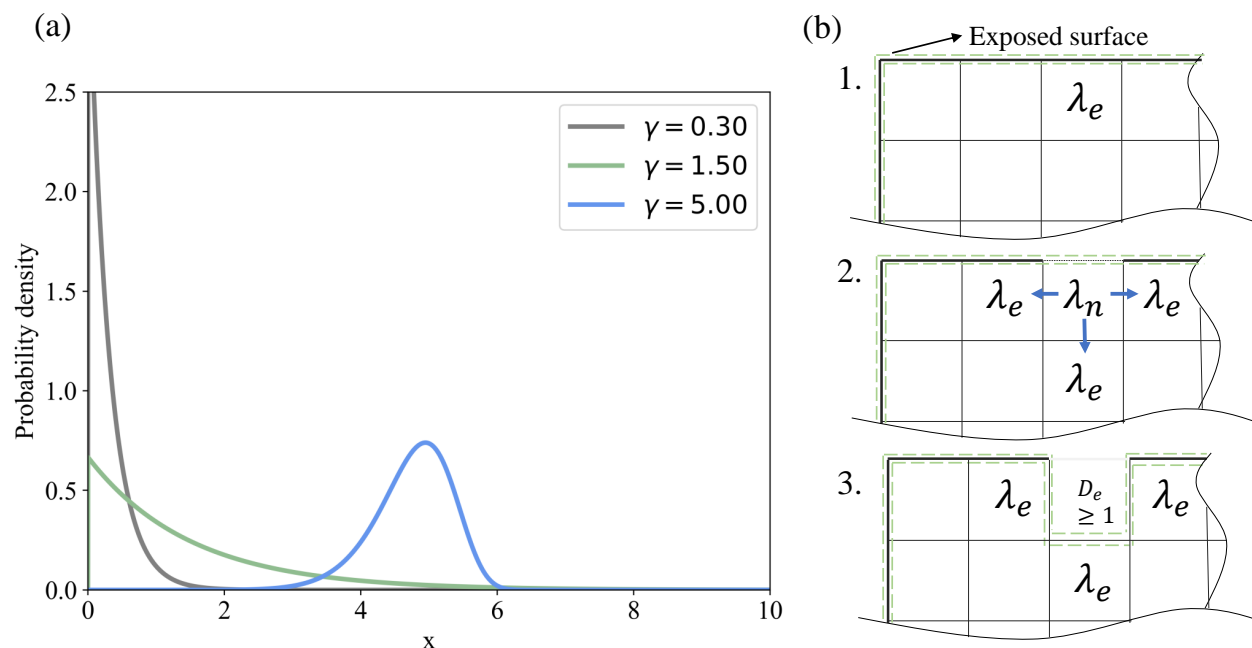 (a)
2.5
2.0
1.5
1.0
0.5
0.0
Probability density
0 2 4 6 8 10
x
γ = 0.30
γ = 1.50
γ = 5.00
(b)
Exposed surface
1.
λe
2.
λe λn λe
λe
3.
λe De ≥ 1 λe
λe